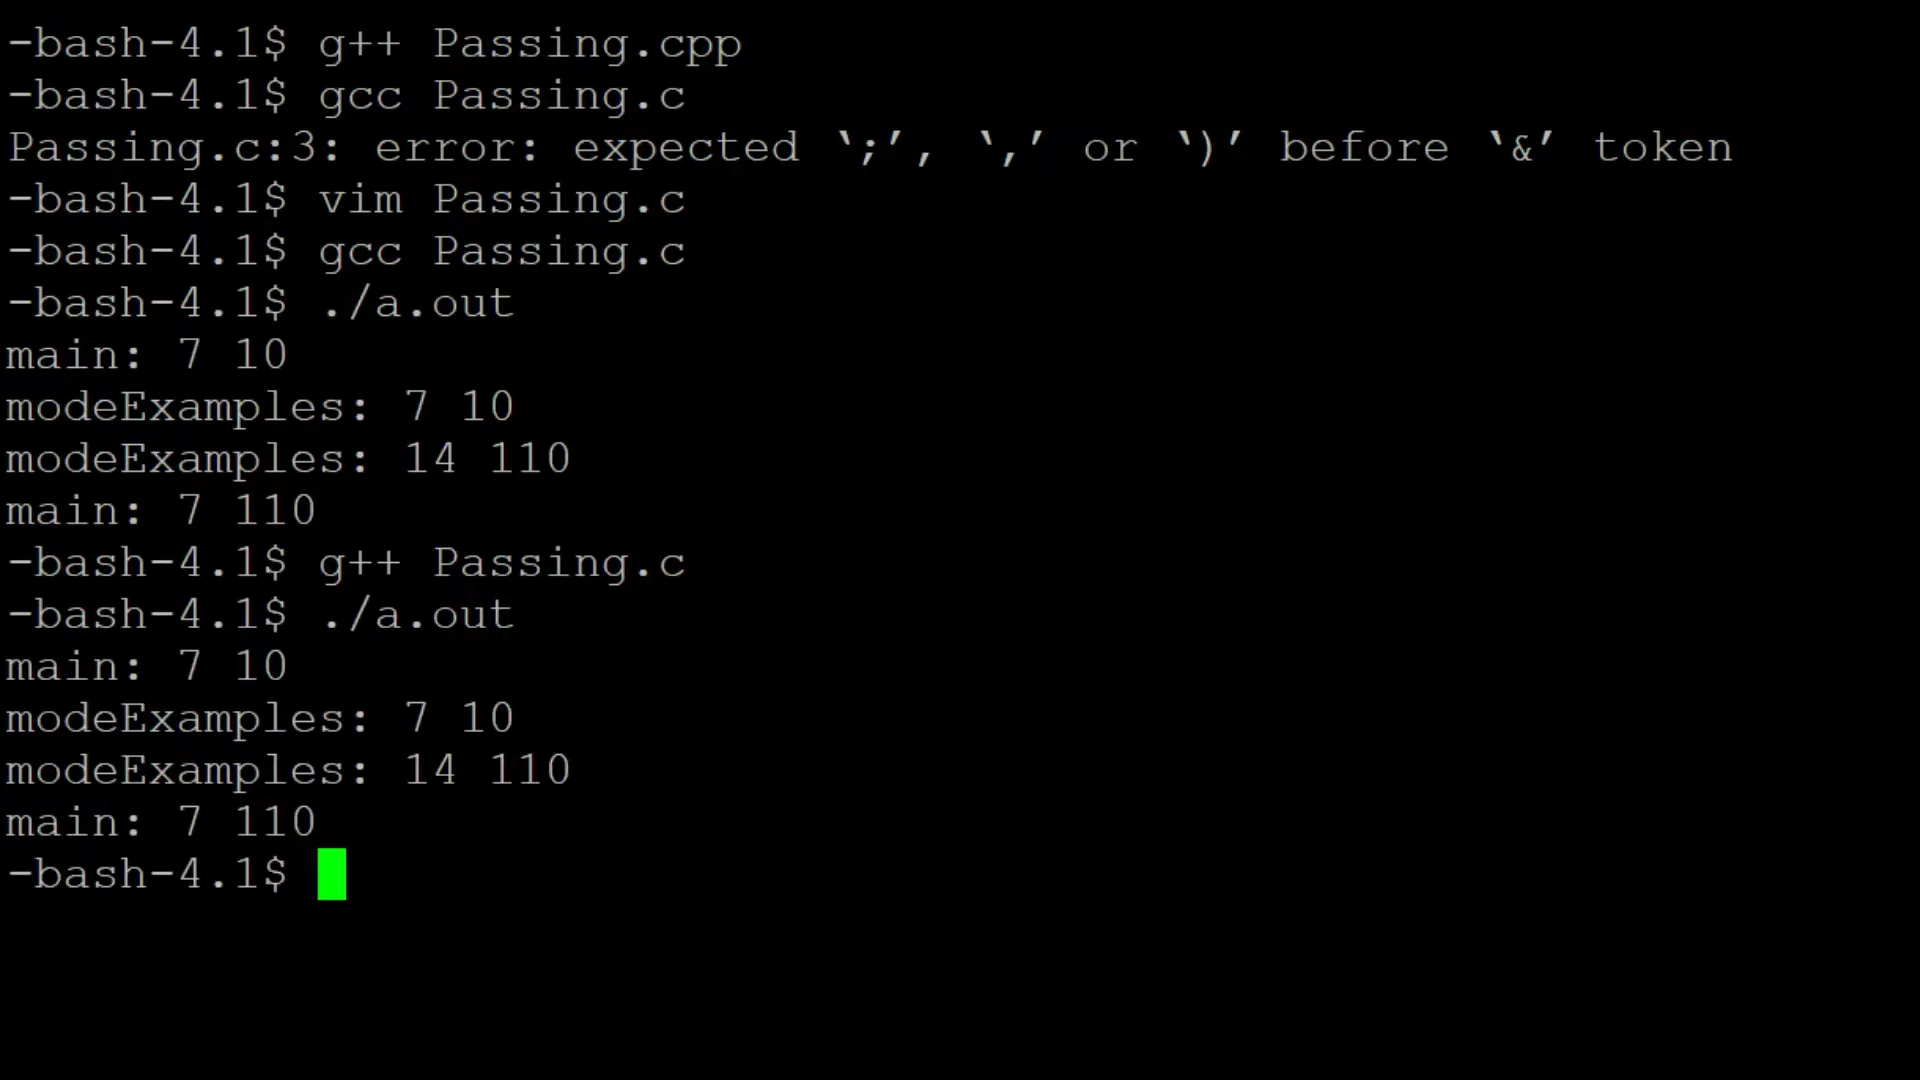 -bash-4.1$ g++ Passing.cpp
-bash-4.1$ gcc Passing.c
Passing.c:3: error: expected ‘;’, ‘,’ or ‘)’ before ‘&’ token
-bash-4.1$ vim Passing.c
-bash-4.1$ gcc Passing.c
-bash-4.1$ ./a.out
main: 7 10
modeExamples: 7 10
modeExamples: 14 110
main: 7 110
-bash-4.1$ g++ Passing.c
-bash-4.1$ ./a.out
main: 7 10
modeExamples: 7 10
modeExamples: 14 110
main: 7 110
-bash-4.1$